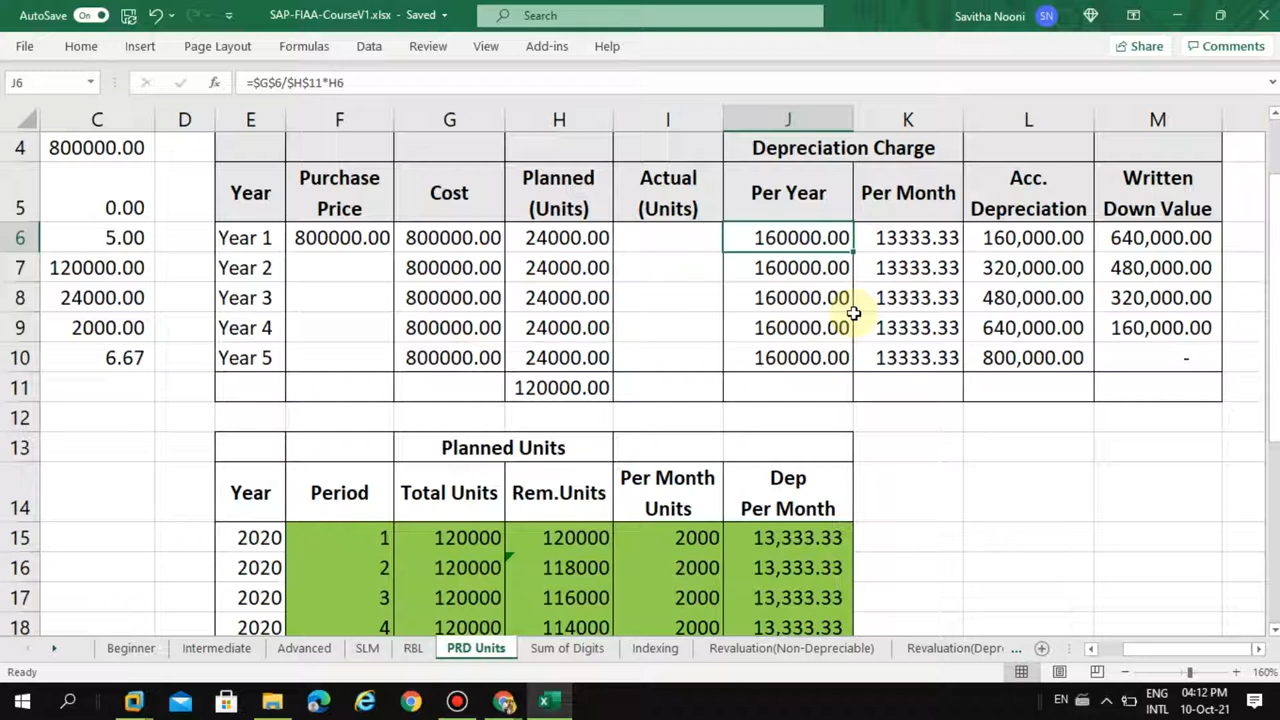 AutoSave On SAP-FIAA-CourseV1.xlsx - Saved Search Savitha Nooni SN
File Home Insert Page Layout Formulas Data Review View Add-ins Help Share Comments
J6 fx =$G$6/$H$11*H6
C D E F G H I J K L M
4 800000.00 Depreciation Charge
5 0.00 Year Purchase Price Cost Planned (Units) Actual (Units) Per Year Per Month Acc. Depreciation Written Down Value
6 5.00 Year 1 800000.00 800000.00 24000.00 160000.00 13333.33 160,000.00 640,000.00
7 120000.00 Year 2 800000.00 24000.00 160000.00 13333.33 320,000.00 480,000.00
8 24000.00 Year 3 800000.00 24000.00 160000.00 13333.33 480,000.00 320,000.00
9 2000.00 Year 4 800000.00 24000.00 160000.00 13333.33 640,000.00 160,000.00
10 6.67 Year 5 800000.00 24000.00 160000.00 13333.33 800,000.00 -
11 120000.00
12
13 Planned Units
14 Year Period Total Units Rem.Units Per Month Units Dep Per Month
15 2020 1 120000 120000 2000 13,333.33
16 2020 2 120000 118000 2000 13,333.33
17 2020 3 120000 116000 2000 13,333.33
18 2020 4 120000 114000 2000 13,333.33
Beginner Intermediate Advanced SLM RBL PRD Units Sum of Digits Indexing Revaluation(Non-Depreciable) Revaluation(Depr ...
Ready 160%
EN ENG INTL 04:12 PM 10-Oct-21